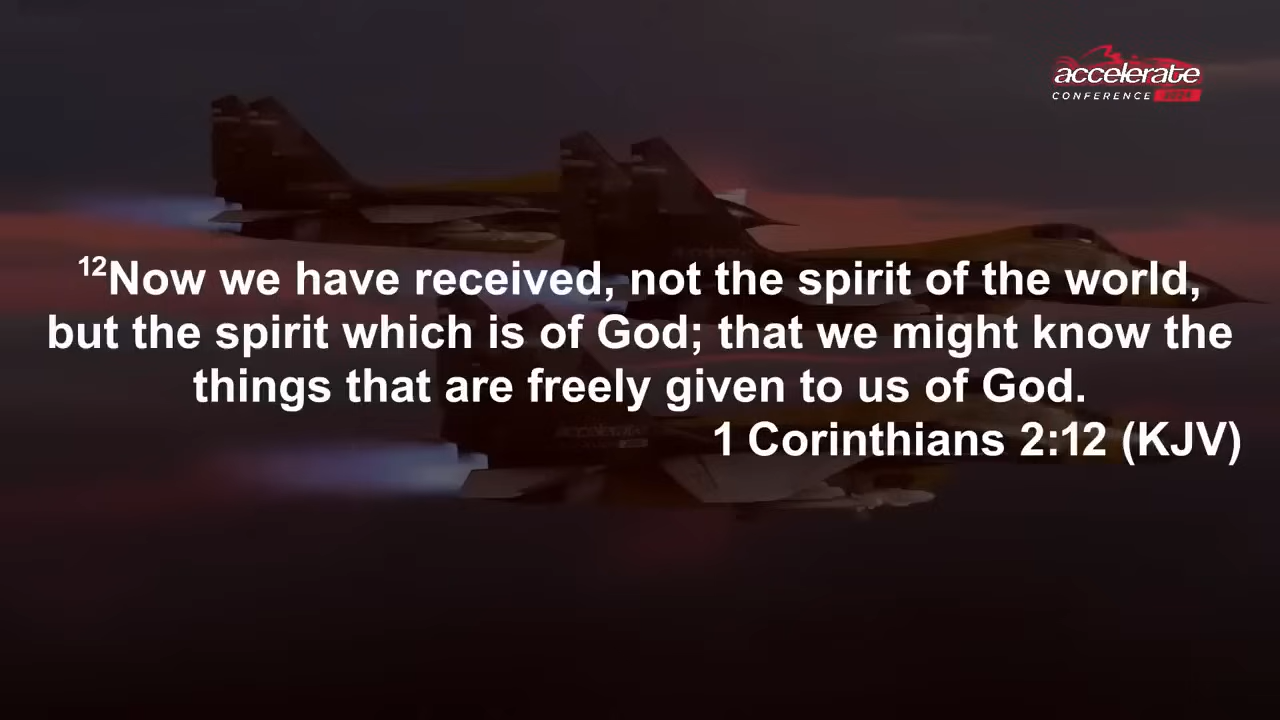 accelerate
CONFERENCE 2024
¹²Now we have received, not the spirit of the world,
but the spirit which is of God; that we might know the
things that are freely given to us of God.
1 Corinthians 2:12 (KJV)